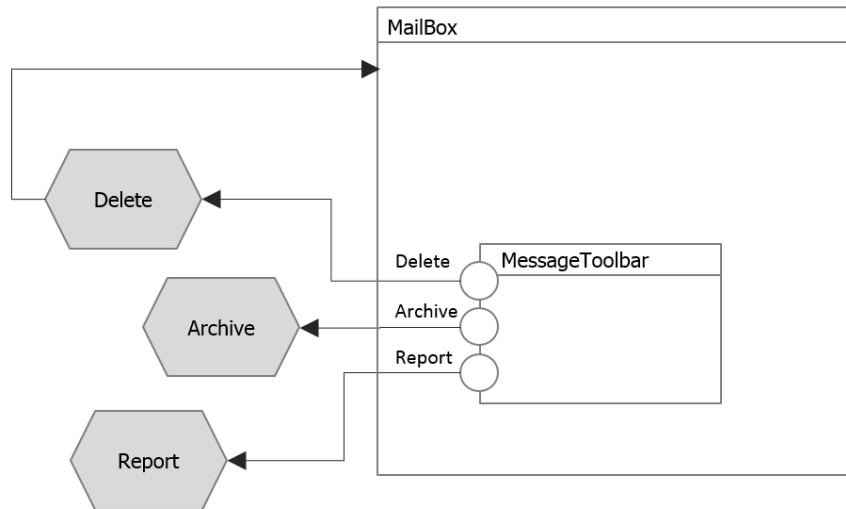 MailBox
Delete
Delete
MessageToolbar
Archive
Archive
Report
Report